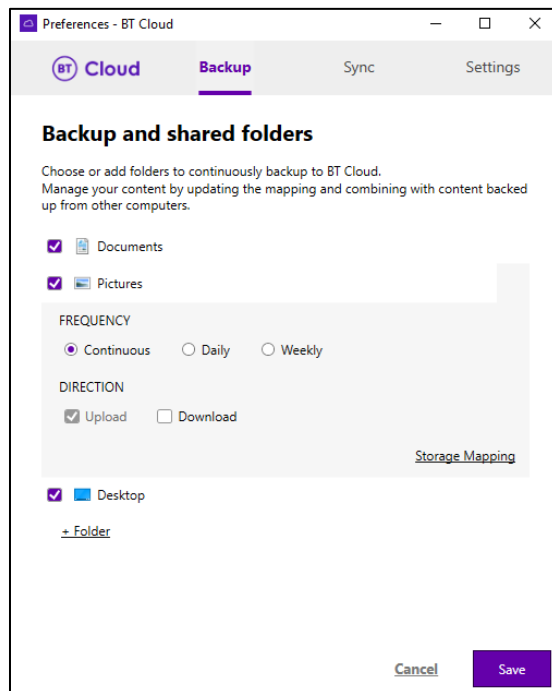 Preferences - BT Cloud
BT Cloud Backup Sync Settings
Backup and shared folders
Choose or add folders to continuously backup to BT Cloud.
Manage your content by updating the mapping and combining with content backed
up from other computers.
Documents
Pictures
FREQUENCY
Continuous Daily Weekly
DIRECTION
Upload Download
Storage Mapping
Desktop
+ Folder
Cancel Save